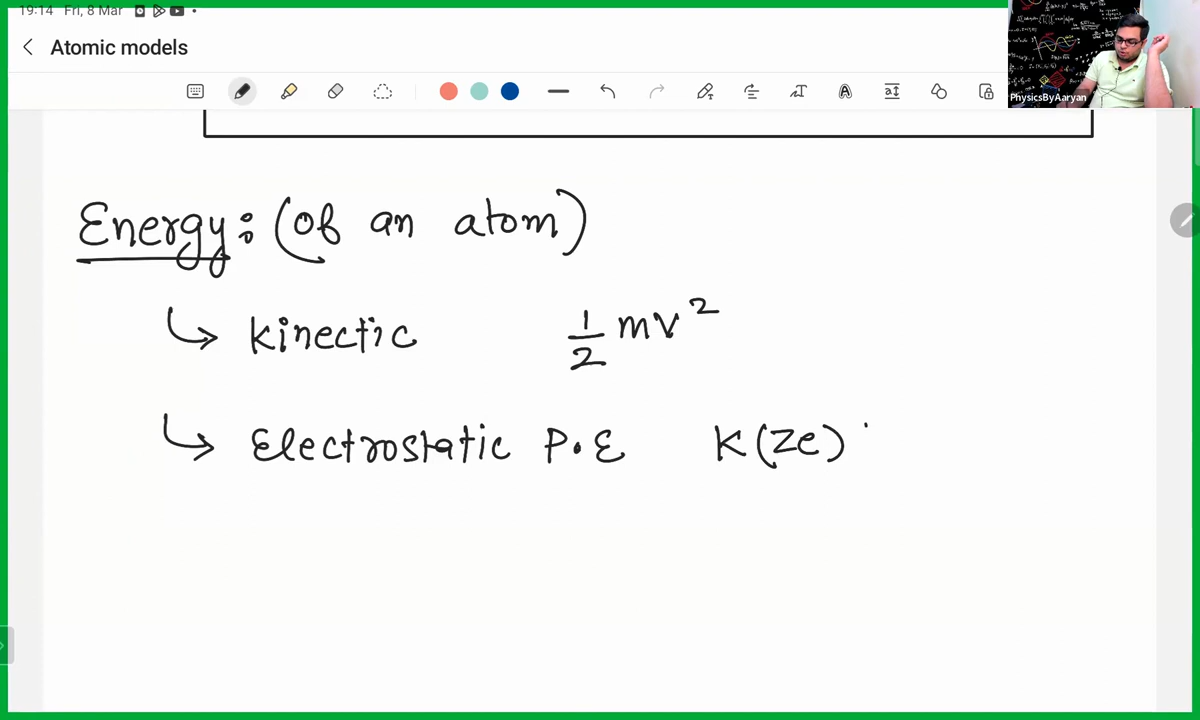 19:14 Fri, 8 Mar
Atomic models
PhysicsByAaryan
Energy: (of an atom)
↳ Kinectic 1/2 mv²
↳ Electrostatic P.E K(Ze)